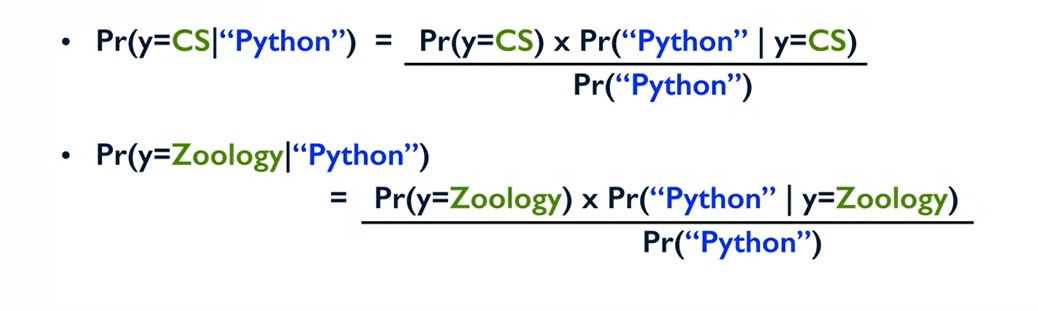 • Pr(y=CS|“Python”) = Pr(y=CS) x Pr(“Python” | y=CS)
Pr(“Python”)
• Pr(y=Zoology|“Python”)
= Pr(y=Zoology) x Pr(“Python” | y=Zoology)
Pr(“Python”)